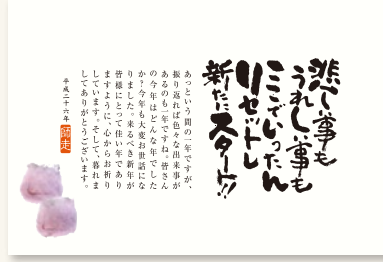 悲しい事も
うれしい事も
ここでいったん
リセットし
新たにスタート!!
あっという間の一年ですが、
振り返れば色々な出来事が
あるのも一年ですね。皆さん
の今年はどんな年でした
か?今年も大変お世話にな
りました。来るべき新年が
皆様にとって佳い年であり
ますように、心からお祈り
しています。そして、暮れま
してありがとうございます。
平成二十六年 師走